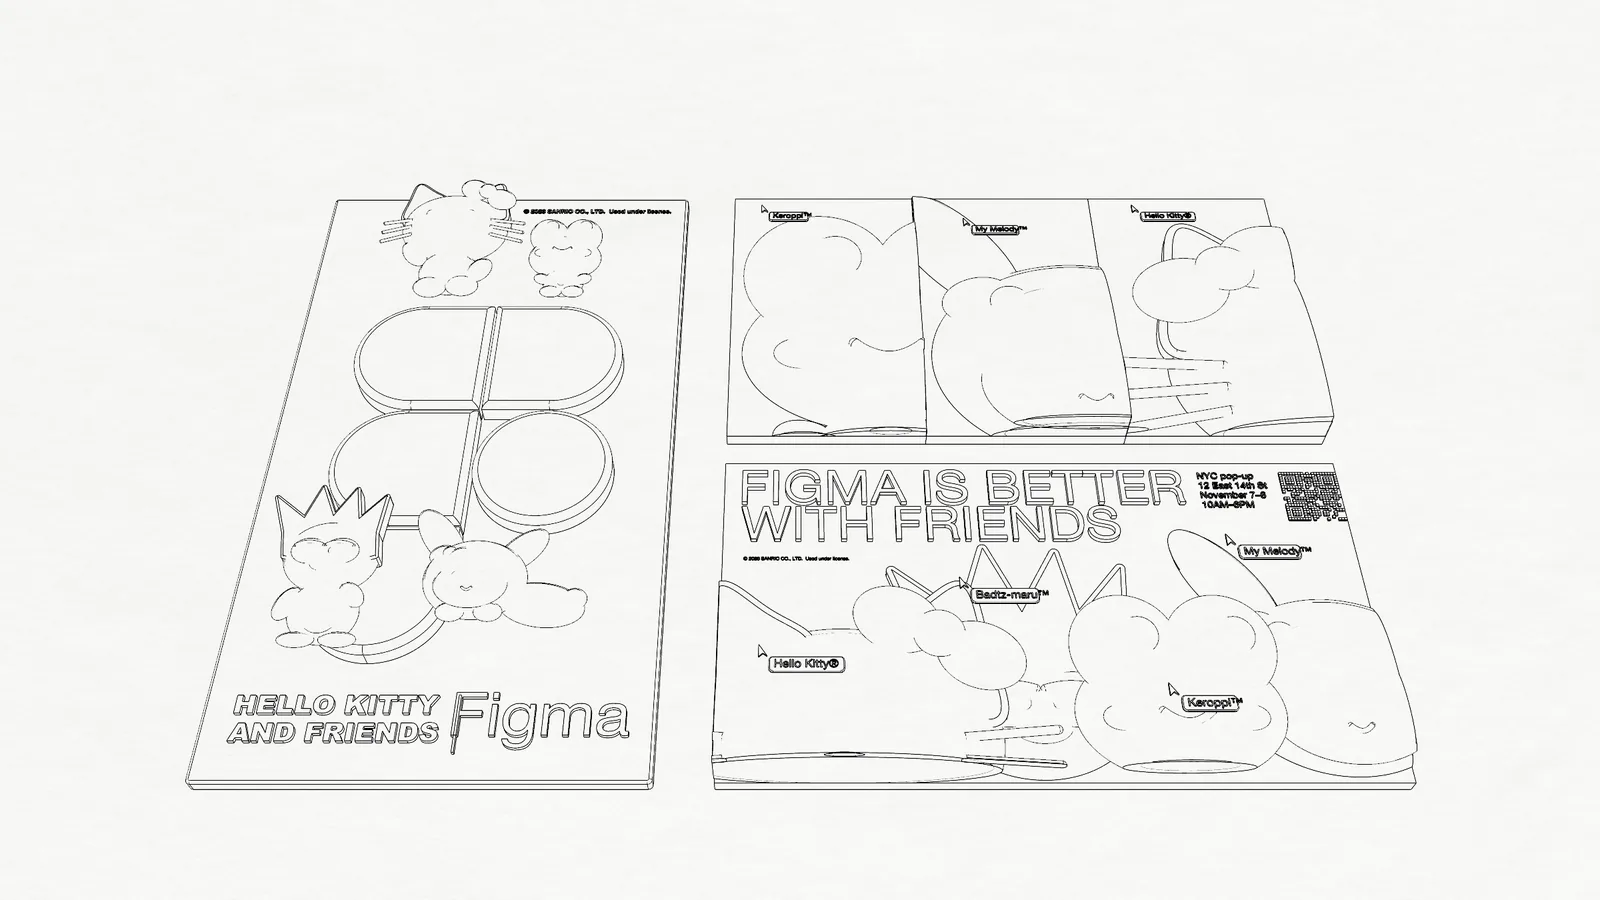 © 2025 SANRIO CO., LTD. Used under license.
HELLO KITTY
AND FRIENDS
Figma
Keroppi™
My Melody™
Hello Kitty®
FIGMA IS BETTER
WITH FRIENDS
NYC pop-up
12 East 14th St
November 7–8
10AM–6PM
© 2025 SANRIO CO., LTD. Used under license.
My Melody™
Badtz-maru™
Hello Kitty®
Keroppi™